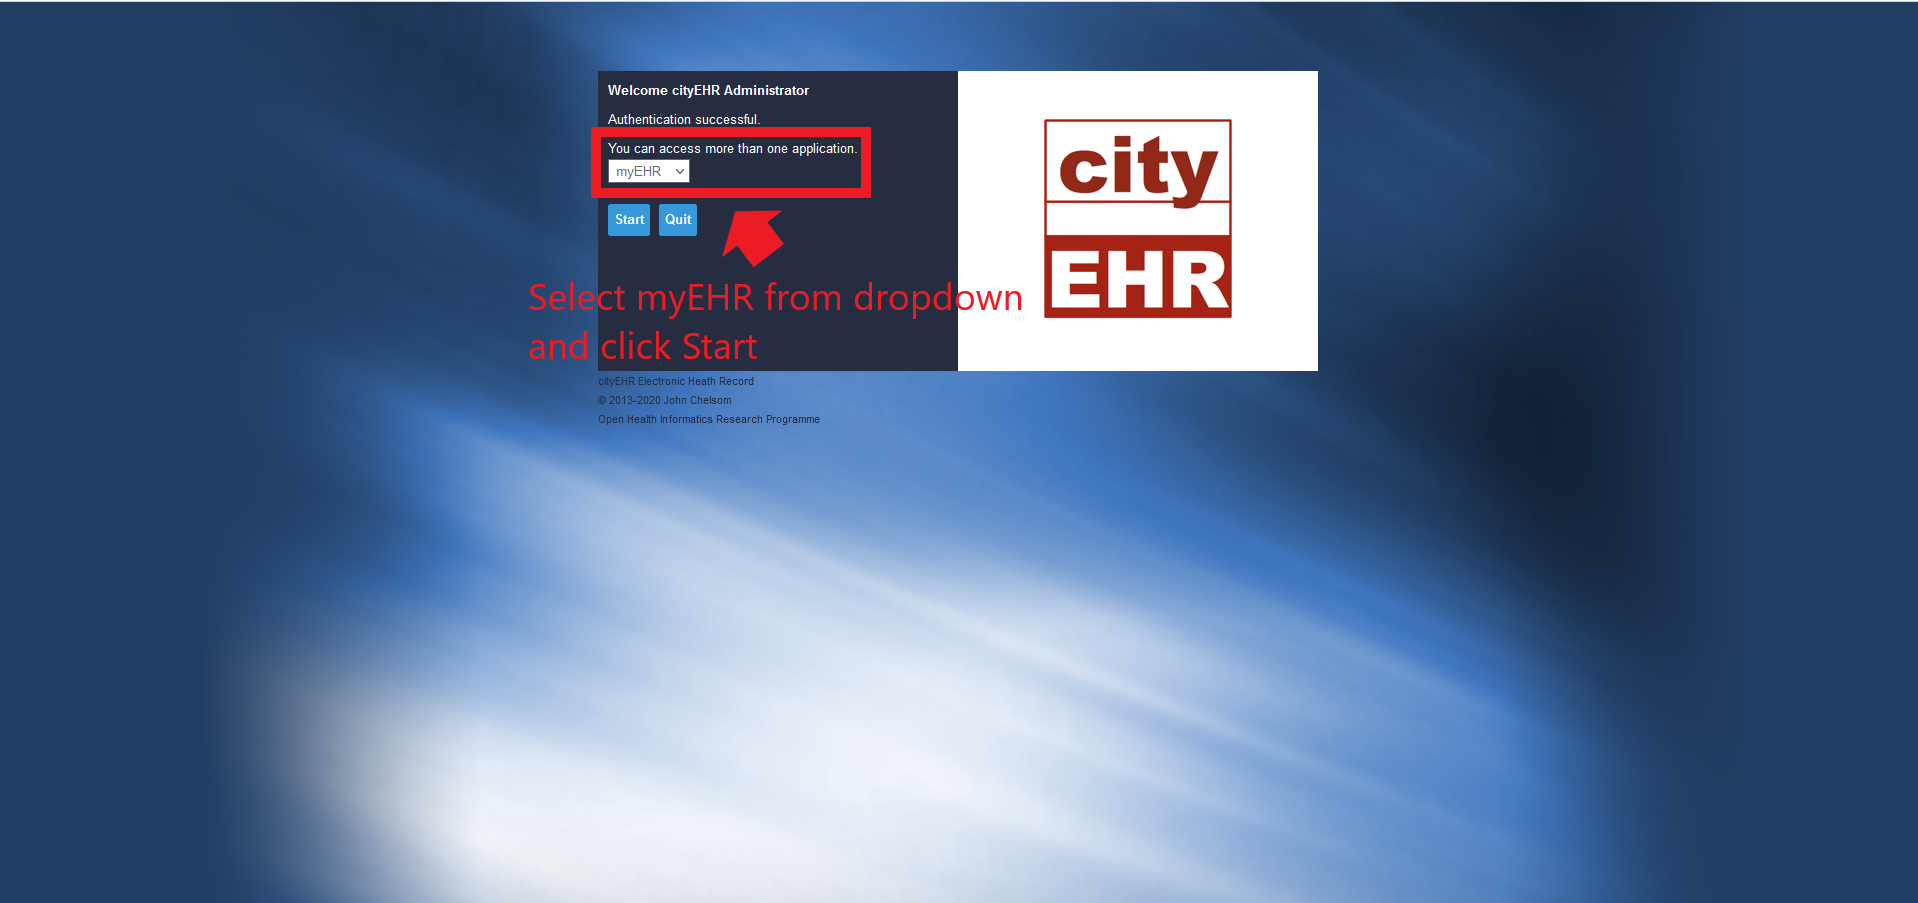 Welcome cityEHR Administrator
Authentication successful.
You can access more than one application.
myEHR
Start Quit
Select myEHR from dropdown
and click Start
city
EHR
cityEHR Electronic Heath Record
© 2013-2020 John Chelsom
Open Health Informatics Research Programme